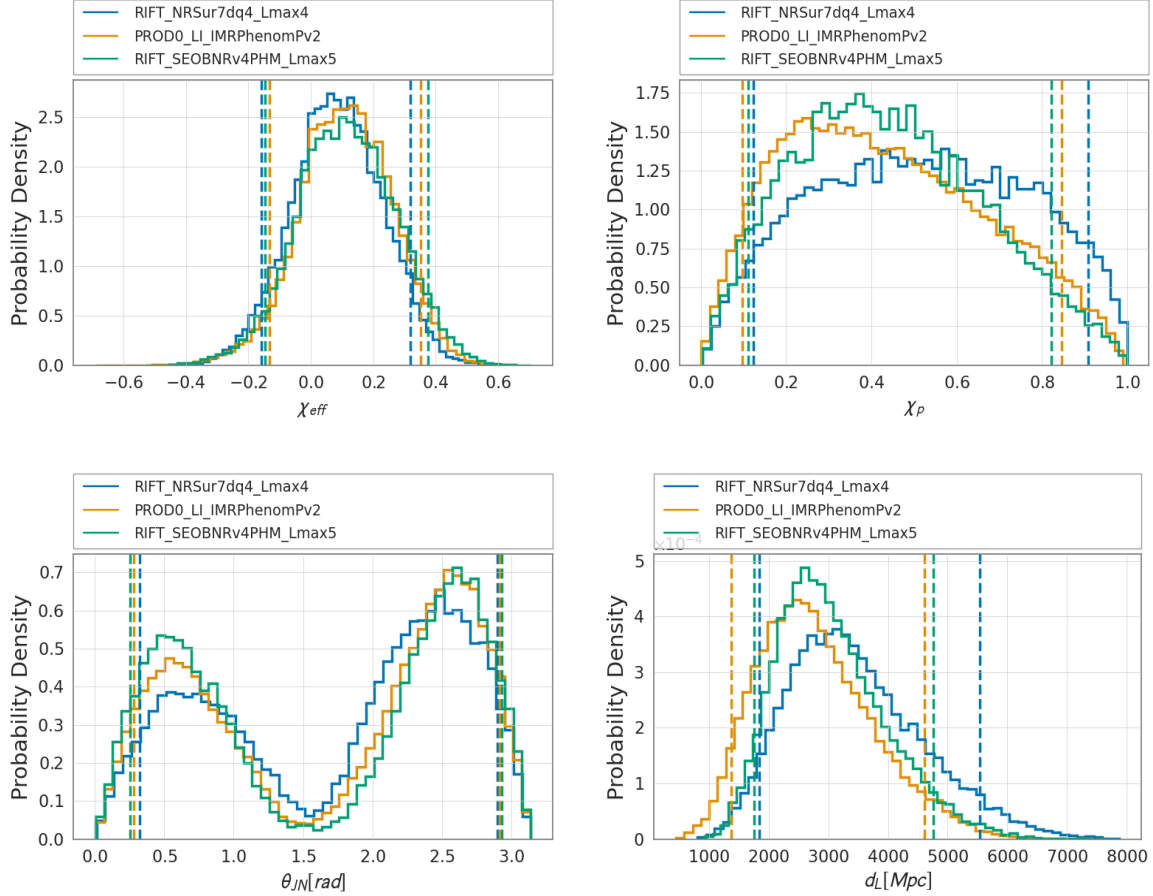 RIFT_NRSur7dq4_Lmax4
PROD0_LI_IMRPhenomPv2
RIFT_SEOBNRv4PHM_Lmax5
Probability Density
2.5
2.0
1.5
1.0
0.5
0.0
−0.6 −0.4 −0.2 0.0 0.2 0.4 0.6
χeff
RIFT_NRSur7dq4_Lmax4
PROD0_LI_IMRPhenomPv2
RIFT_SEOBNRv4PHM_Lmax5
Probability Density
1.75
1.50
1.25
1.00
0.75
0.50
0.25
0.00
0.0 0.2 0.4 0.6 0.8 1.0
χp
RIFT_NRSur7dq4_Lmax4
PROD0_LI_IMRPhenomPv2
RIFT_SEOBNRv4PHM_Lmax5
Probability Density
0.7
0.6
0.5
0.4
0.3
0.2
0.1
0.0
0.0 0.5 1.0 1.5 2.0 2.5 3.0
θJN[rad]
RIFT_NRSur7dq4_Lmax4
PROD0_LI_IMRPhenomPv2
RIFT_SEOBNRv4PHM_Lmax5
×10−4
Probability Density
5
4
3
2
1
0
1000 2000 3000 4000 5000 6000 7000 8000
dL[Mpc]